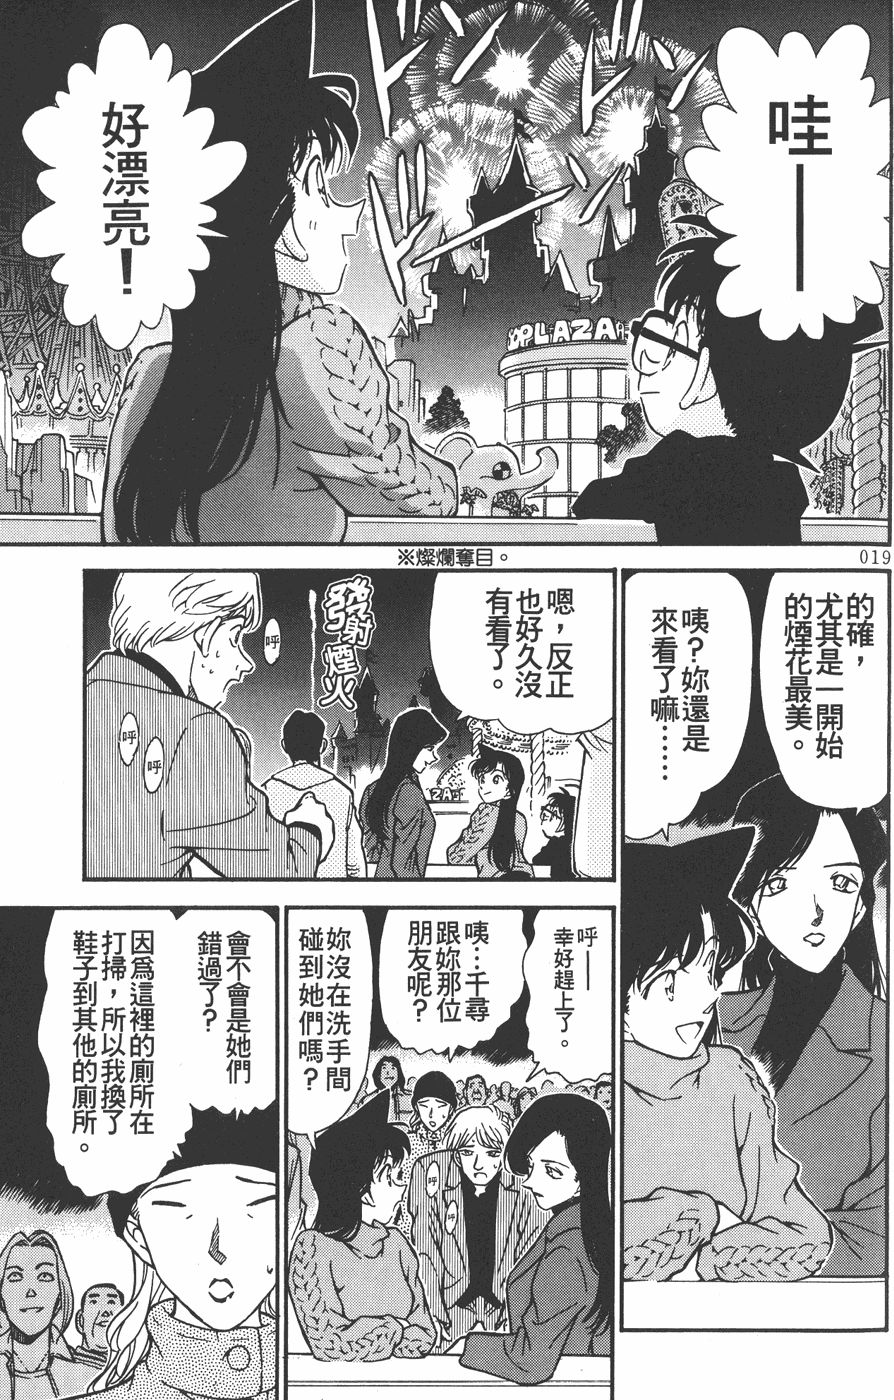 哇——
好漂亮！
PLAZA
※燦爛奪目。
019
的確，
尤其是一開始
的煙花最美。
咦？妳還是
來看了嘛……
嗯，反正
也好久沒
有看了。
發射煙火
呼
呼
呼
呼——
幸好趕上了。
咦…千尋
跟妳那位
朋友呢？
妳沒在洗手間
碰到她們嗎？
呼
呼
會不會是她們
錯過了？
因為這裡的廁所在
打掃，所以我換了
鞋子到其他的廁所。